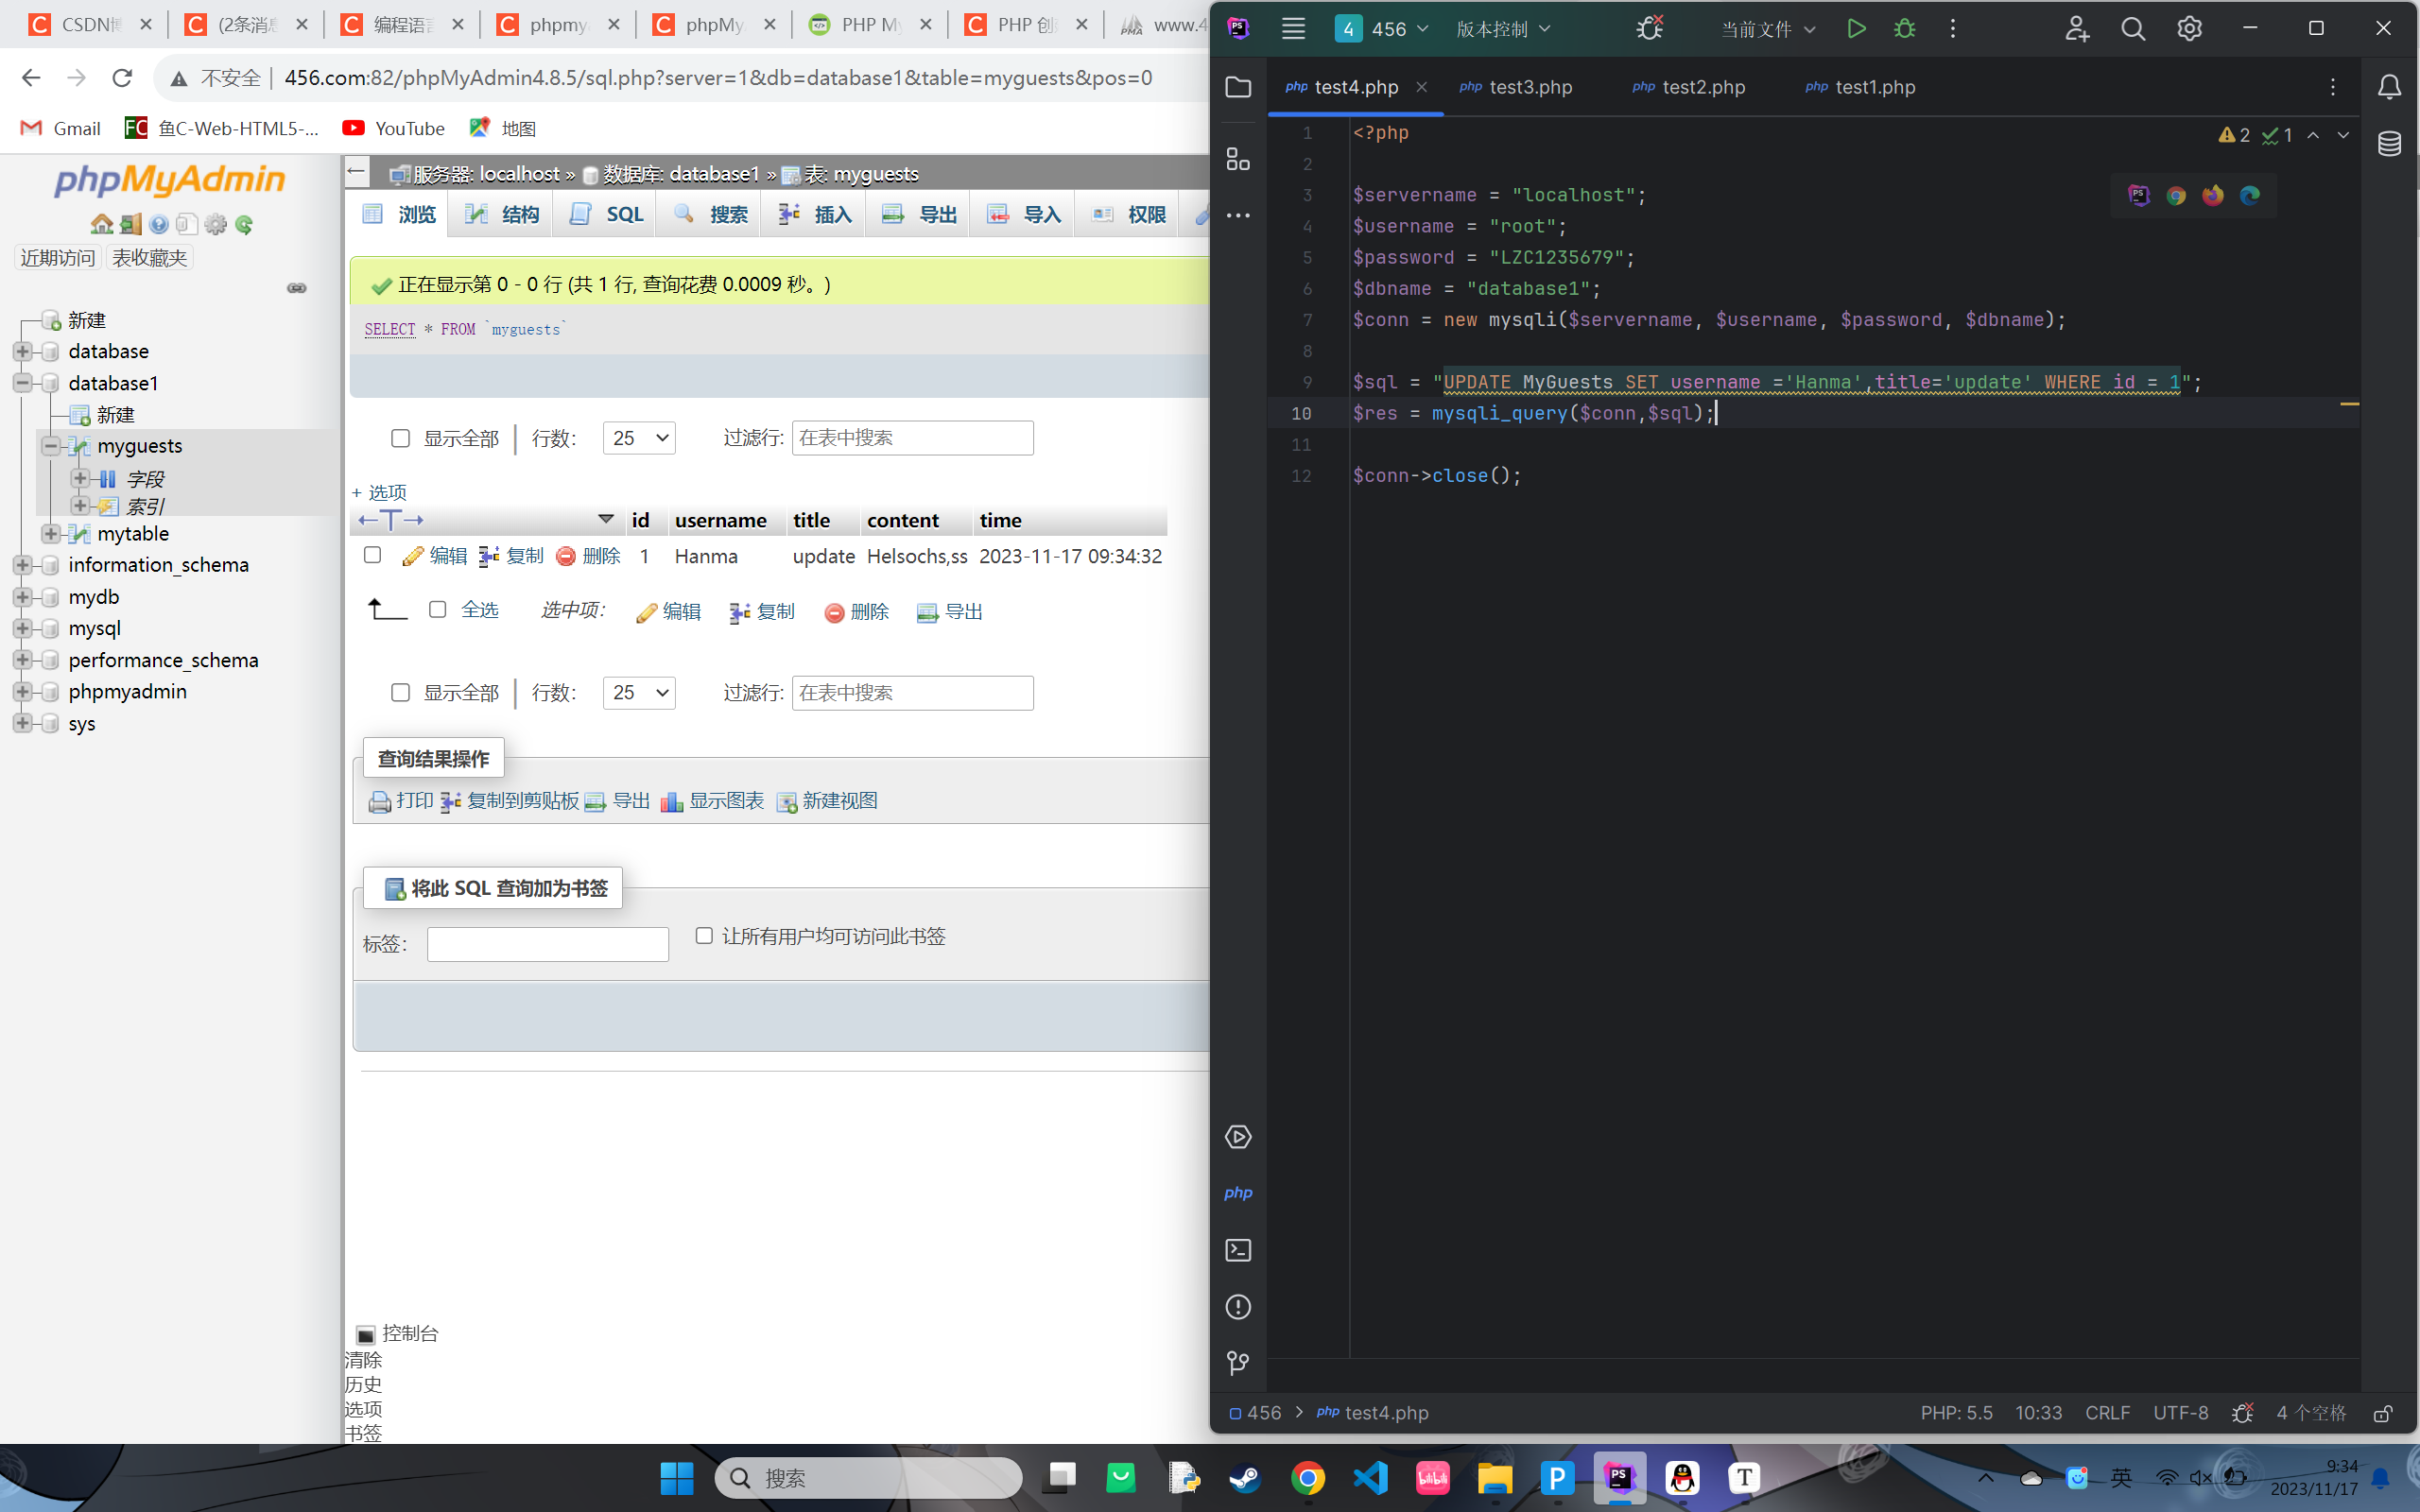 CSDN博
(2条消息
编程语言
phpmy
phpMy
PHP My
PHP 创
www.4
不安全 456.com:82/phpMyAdmin4.8.5/sql.php?server=1&db=database1&table=myguests&pos=0
Gmail 鱼C-Web-HTML5-... YouTube 地图
phpMyAdmin
近期访问 表收藏夹
新建
database
database1
新建
myguests
字段
索引
mytable
information_schema
mydb
mysql
performance_schema
phpmyadmin
sys
服务器: localhost » 数据库: database1 » 表: myguests
浏览 结构 SQL 搜索 插入 导出 导入 权限
正在显示第 0 - 0 行 (共 1 行, 查询花费 0.0009 秒。)
SELECT * FROM `myguests`
显示全部 行数: 25 过滤行: 在表中搜索
+ 选项
id username title content time
编辑 复制 删除 1 Hanma update Helsochs,ss 2023-11-17 09:34:32
全选 选中项: 编辑 复制 删除 导出
显示全部 行数: 25 过滤行: 在表中搜索
查询结果操作
打印 复制到剪贴板 导出 显示图表 新建视图
将此 SQL 查询加为书签
标签: 让所有用户均可访问此书签
控制台
清除
历史
选项
书签
PS 4 456 版本控制 当前文件
php test4.php php test3.php php test2.php php test1.php
1 <?php 2 1
2
3 $servername = "localhost";
4 $username = "root";
5 $password = "LZC1235679";
6 $dbname = "database1";
7 $conn = new mysqli($servername, $username, $password, $dbname);
8
9 $sql = "UPDATE MyGuests SET username ='Hanma',title='update' WHERE id = 1";
10 $res = mysqli_query($conn,$sql);
11
12 $conn->close();
php
456 > php test4.php PHP: 5.5 10:33 CRLF UTF-8 4 个空格
搜索
英 9:34
2023/11/17